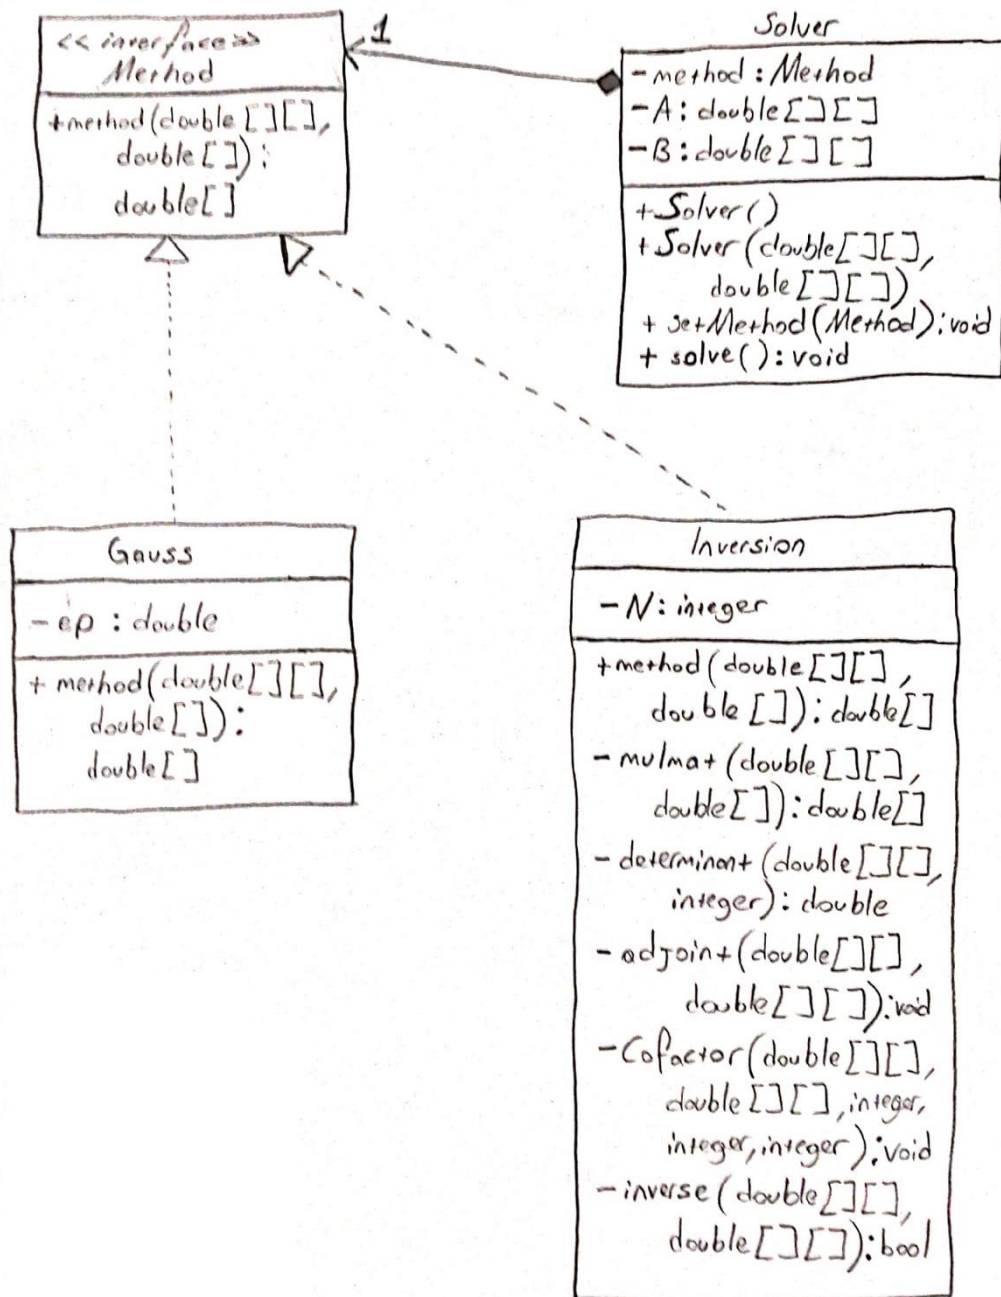 <<inverface>>
Method
+method(double[][],
double[]):
double[]
1
Solver
-method:Method
-A:double[][]
-B:double[][]
+Solver()
+Solver(double[][],
double[][])
+setMethod(Method):void
+solve():void
Gauss
-ep:double
+method(double[][],
double[]):
double[]
Inversion
-N:integer
+method(double[][],
double[]):double[]
-mulmat(double[][],
double[]):double[]
-determinant(double[][],
integer):double
-adjoint(double[][],
double[][]):void
-Cofactor(double[][],
double[][],integer,
integer,integer):void
-inverse(double[][],
double[][]):bool